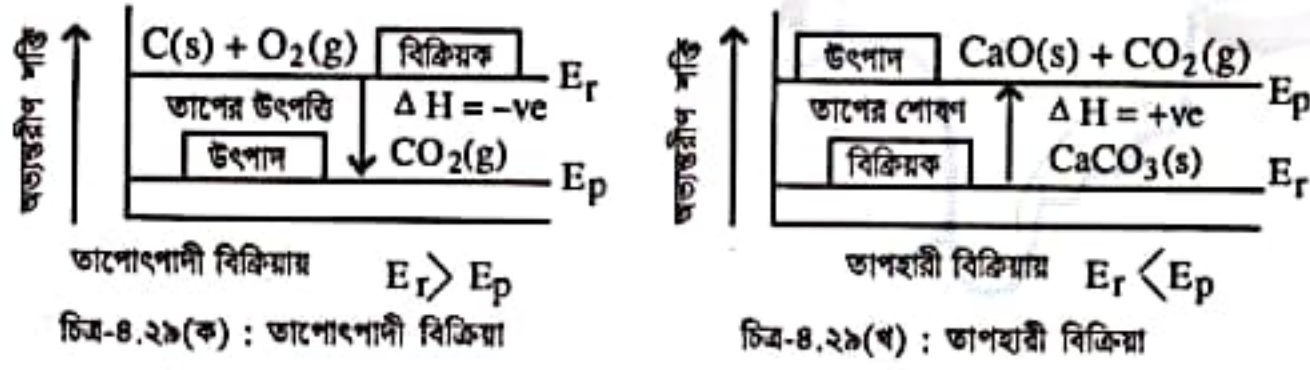 অভ্যন্তরীণ শক্তি
C(s) + O₂(g) বিক্রিয়ক Eᵣ
তাপের উৎপত্তি ΔH = –ve
উৎপাদ CO₂(g) Eₚ
তাপোৎপাদী বিক্রিয়ায় Eᵣ > Eₚ
চিত্র-৪.২৯(ক) : তাপোৎপাদী বিক্রিয়া
অভ্যন্তরীণ শক্তি
উৎপাদ CaO(s) + CO₂(g) Eₚ
তাপের শোষণ ΔH = +ve
বিক্রিয়ক CaCO₃(s) Eᵣ
তাপহারী বিক্রিয়ায় Eᵣ < Eₚ
চিত্র-৪.২৯(খ) : তাপহারী বিক্রিয়া